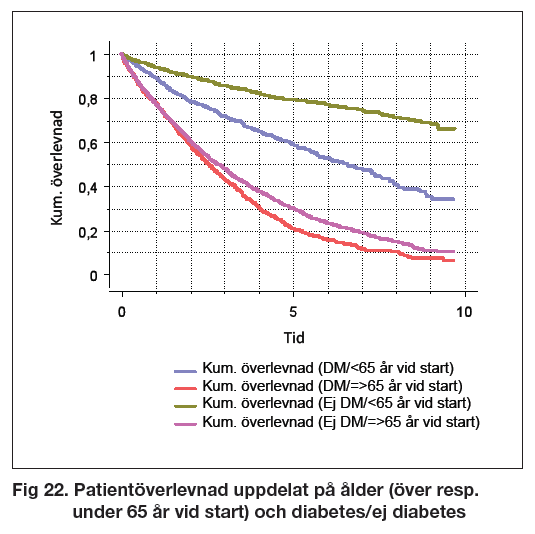 1
0,8
0,6
0,4
0,2
0
Kum. överlevnad
0 5 10
Tid
Kum. överlevnad (DM/<65 år vid start)
Kum. överlevnad (DM/=>65 år vid start)
Kum. överlevnad (Ej DM/<65 år vid start)
Kum. överlevnad (Ej DM/=>65 år vid start)
Fig 22. Patientöverlevnad uppdelat på ålder (över resp.
under 65 år vid start) och diabetes/ej diabetes